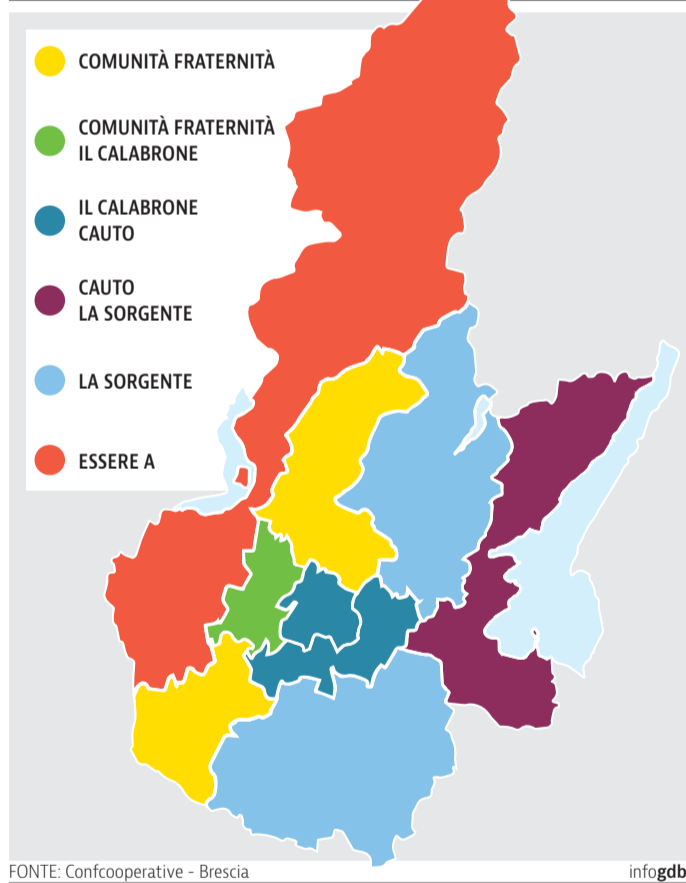 COMUNITÀ FRATERNITÀ
COMUNITÀ FRATERNITÀ
IL CALABRONE
IL CALABRONE
CAUTO
CAUTO
LA SORGENTE
LA SORGENTE
ESSERE A
FONTE: Confcooperative - Brescia
infogdb